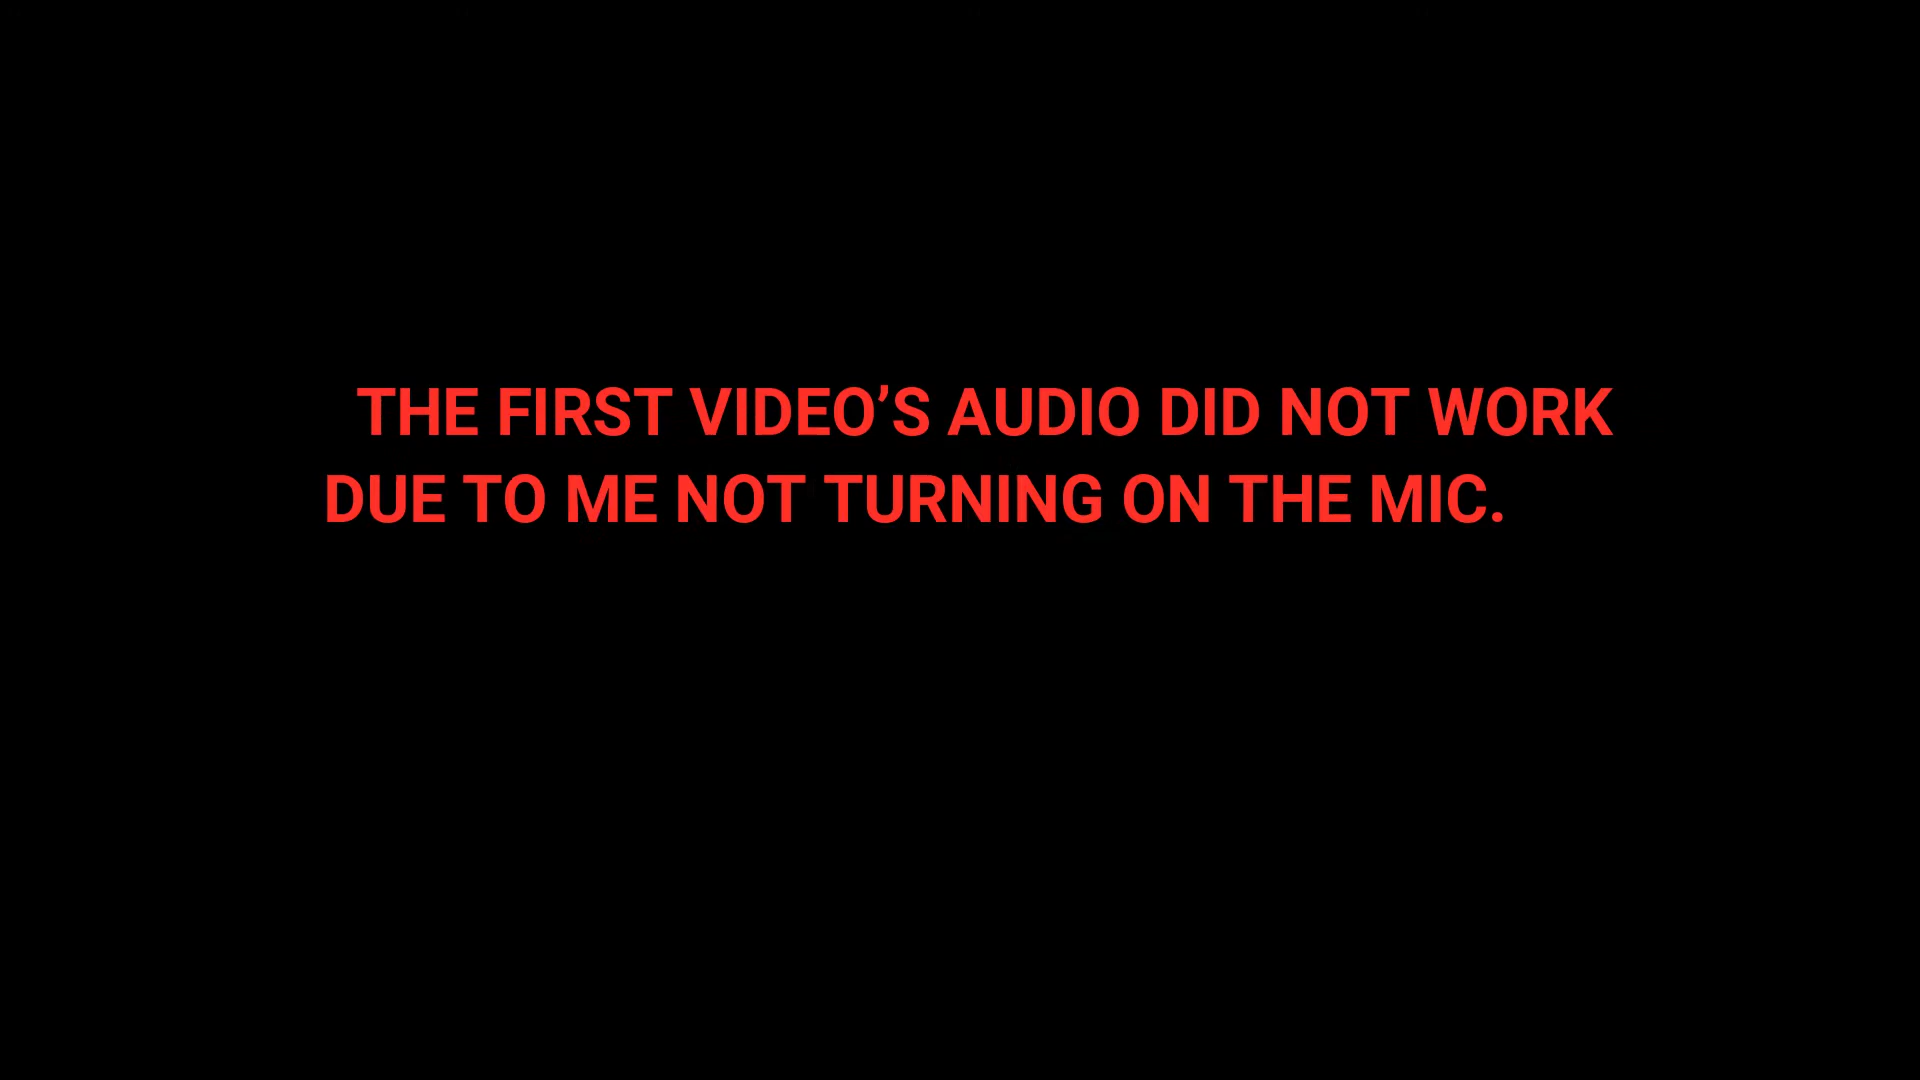 THE FIRST VIDEO’S AUDIO DID NOT WORK
DUE TO ME NOT TURNING ON THE MIC.